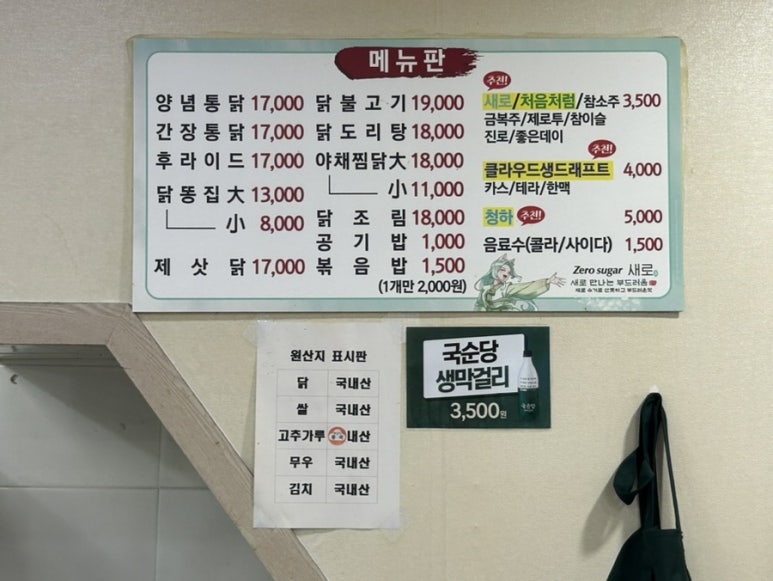 메뉴판
양념통닭 17,000
간장통닭 17,000
후라이드 17,000
닭똥집 大 13,000
小 8,000
제삿닭 17,000
닭불고기 19,000
닭도리탕 18,000
야채찜닭 大 18,000
小 11,000
닭조림 18,000
공기밥 1,000
볶음밥 1,500
(1개만 2,000원)
추천!
새로/처음처럼/참소주 3,500
금복주/제로투/참이슬
진로/좋은데이
추천!
클라우드생드래프트 4,000
카스/테라/한맥
청하 추천! 5,000
음료수(콜라/사이다) 1,500
Zero sugar 새로
새로 만나는 부드러움
원산지 표시판
닭 국내산
쌀 국내산
고추가루 내산
무우 국내산
김치 국내산
국순당
생막걸리
3,500원